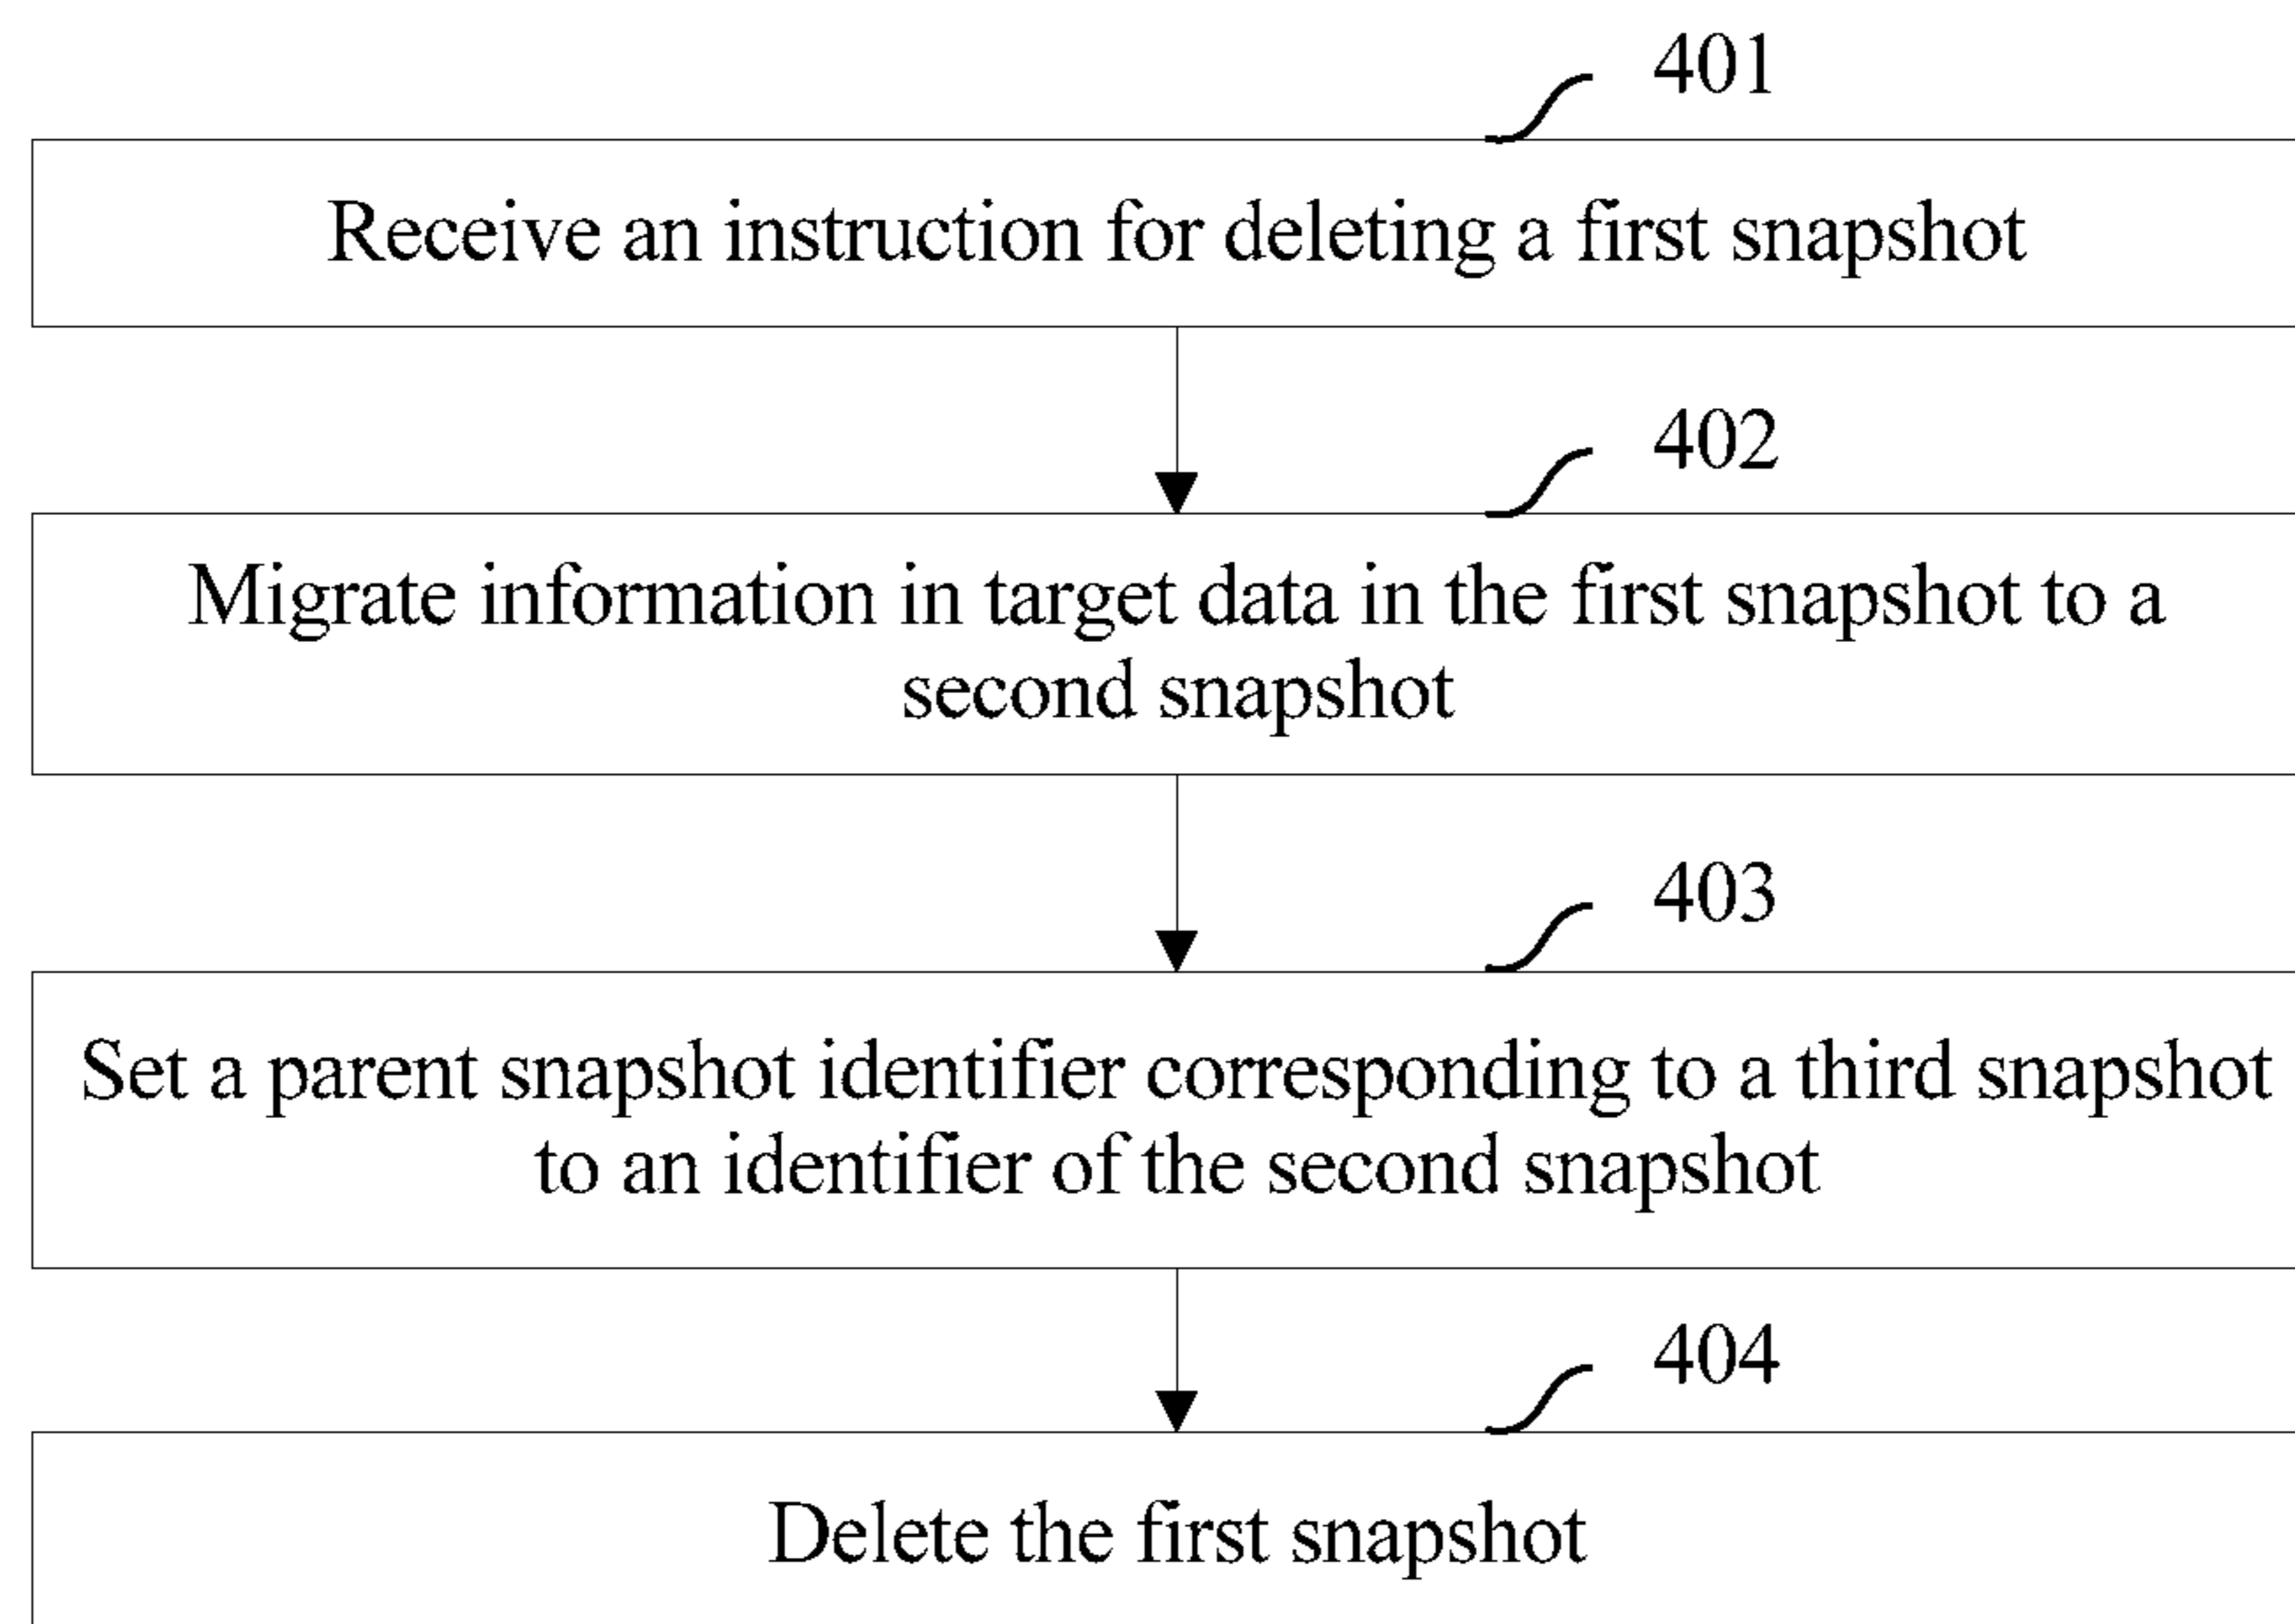 401
Receive an instruction for deleting a first snapshot
402
Migrate information in target data in the first snapshot to a
second snapshot
403
Set a parent snapshot identifier corresponding to a third snapshot
to an identifier of the second snapshot
404
Delete the first snapshot